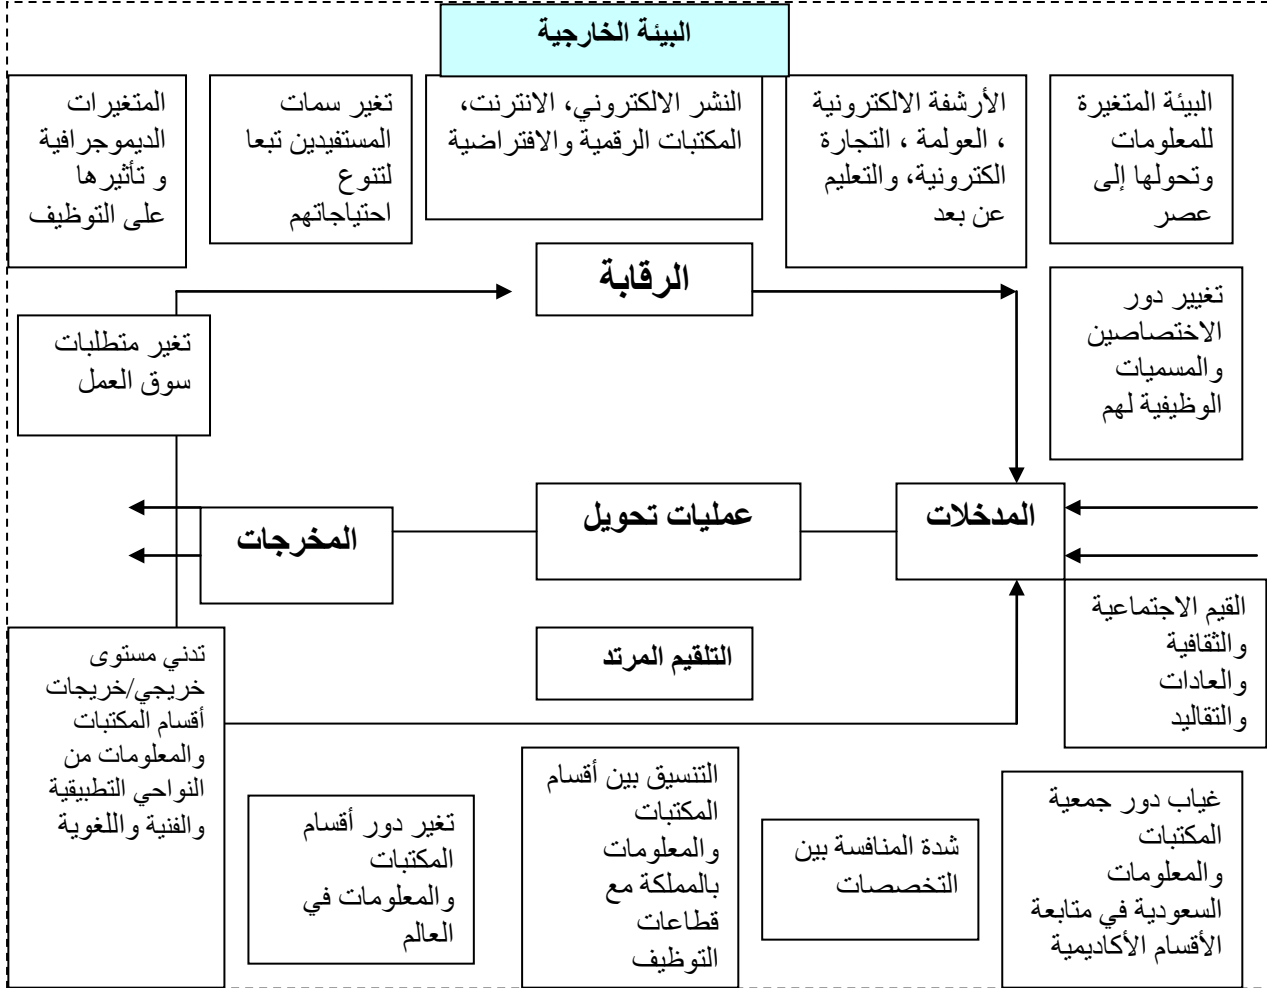 البيئة الخارجية
البيئة المتغيرة
للمعلومات
وتحولها إلى
عصر
الأرشفة الالكترونية
، العولمة ، التجارة
الكترونية، والتعليم
عن بعد
النشر الالكتروني، الانترنت،
المكتبات الرقمية والافتراضية
تغير سمات
المستفيدين تبعا
لتنوع
احتياجاتهم
المتغيرات
الديموجرافية
و تأثيرها
على التوظيف
الرقابة
تغيير دور
الاختصاصين
والمسميات
الوظيفية لهم
تغير متطلبات
سوق العمل
المدخلات
عمليات تحويل
المخرجات
القيم الاجتماعية
والثقافية
والعادات
والتقاليد
التلقيم المرتد
تدني مستوى
خريجي/خريجات
أقسام المكتبات
والمعلومات من
النواحي التطبيقية
والفنية واللغوية
غياب دور جمعية
المكتبات
والمعلومات
السعودية في متابعة
الأقسام الأكاديمية
شدة المنافسة بين
التخصصات
التنسيق بين أقسام
المكتبات
والمعلومات
بالمملكة مع
قطاعات
التوظيف
تغير دور أقسام
المكتبات
والمعلومات في
العالم